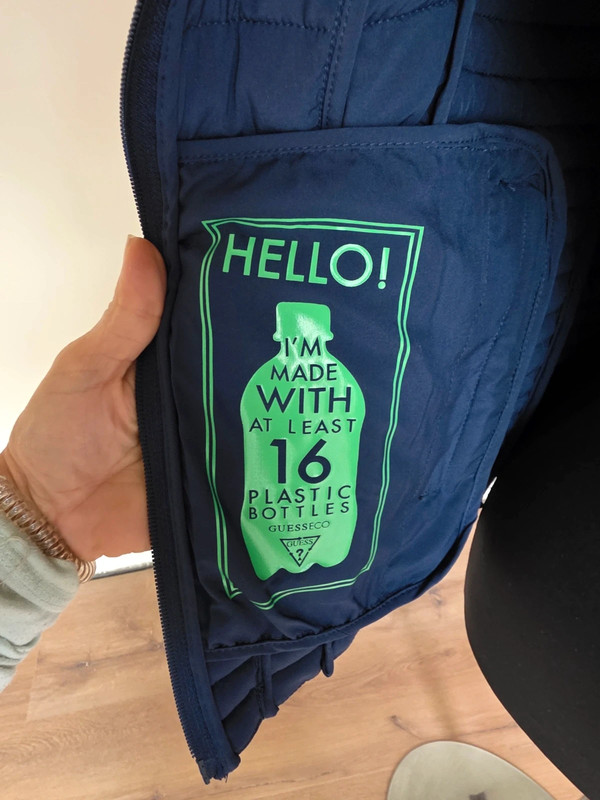 HELLO!
I'M
MADE
WITH
AT LEAST
16
PLASTIC
BOTTLES
GUESSECO
GUESS
?